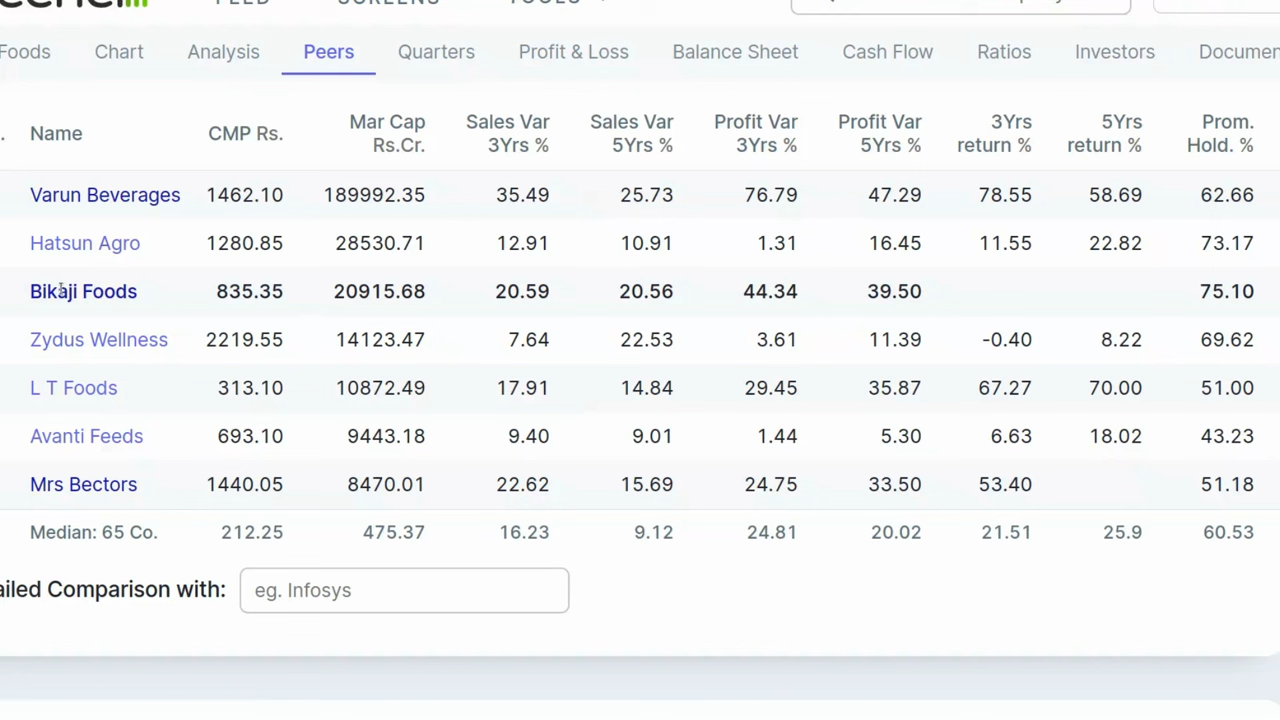 FEED SCREENS TOOLS
Foods Chart Analysis Peers Quarters Profit & Loss Balance Sheet Cash Flow Ratios Investors
Name CMP Rs. Mar Cap Rs.Cr. Sales Var 3Yrs % Sales Var 5Yrs % Profit Var 3Yrs % Profit Var 5Yrs % 3Yrs return % 5Yrs return % Prom. Hold. %
Varun Beverages 1462.10 189992.35 35.49 25.73 76.79 47.29 78.55 58.69 62.66
Hatsun Agro 1280.85 28530.71 12.91 10.91 1.31 16.45 11.55 22.82 73.17
Bikaji Foods 835.35 20915.68 20.59 20.56 44.34 39.50 75.10
Zydus Wellness 2219.55 14123.47 7.64 22.53 3.61 11.39 -0.40 8.22 69.62
L T Foods 313.10 10872.49 17.91 14.84 29.45 35.87 67.27 70.00 51.00
Avanti Feeds 693.10 9443.18 9.40 9.01 1.44 5.30 6.63 18.02 43.23
Mrs Bectors 1440.05 8470.01 22.62 15.69 24.75 33.50 53.40 51.18
Median: 65 Co. 212.25 475.37 16.23 9.12 24.81 20.02 21.51 25.9 60.53
Comparison with: eg. Infosys